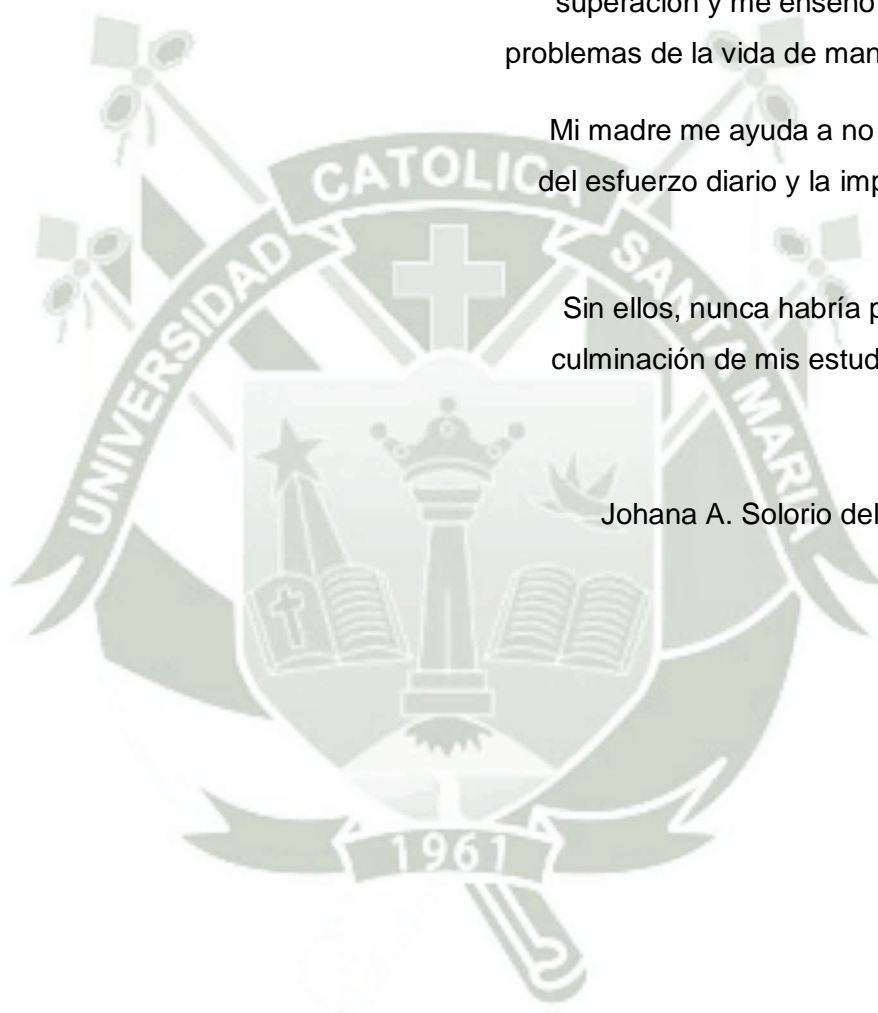 superación y me enseñó
problemas de la vida de man
Mi madre me ayuda a no
del esfuerzo diario y la imp
Sin ellos, nunca habría p
culminación de mis estud
Johana A. Solorio del
UNIVERSIDAD CATOLICA SANTA MARIA
1961